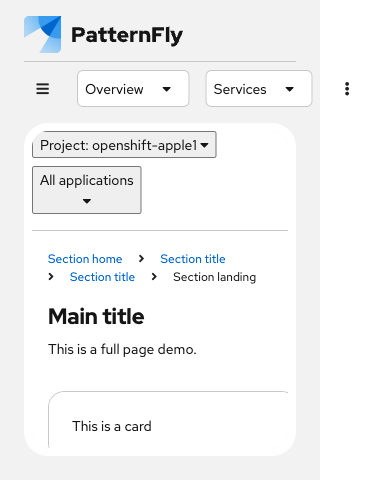 PatternFly
Overview Services
Project: openshift-apple1
All applications
Section home Section title
Section title Section landing
Main title
This is a full page demo.
This is a card